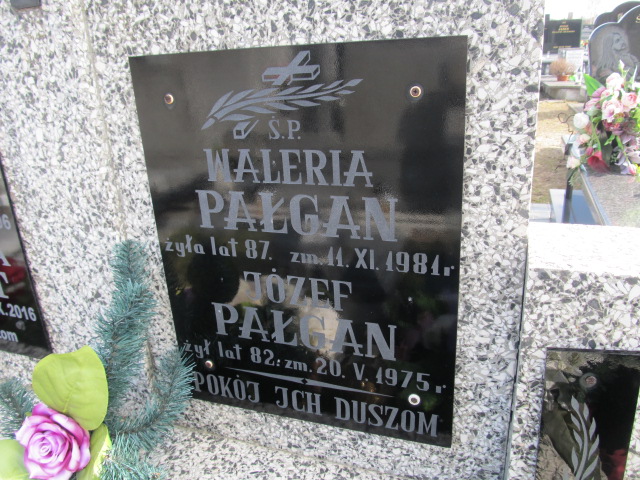 Ś.P.
WALERIA
PAŁGAN
żyła lat 87. zm. 11. XI. 1981 r
JÓZEF
PAŁGAN
żył lat 82. zm. 20. V. 1975 r
POKÓJ JCH DUSZOM
2016